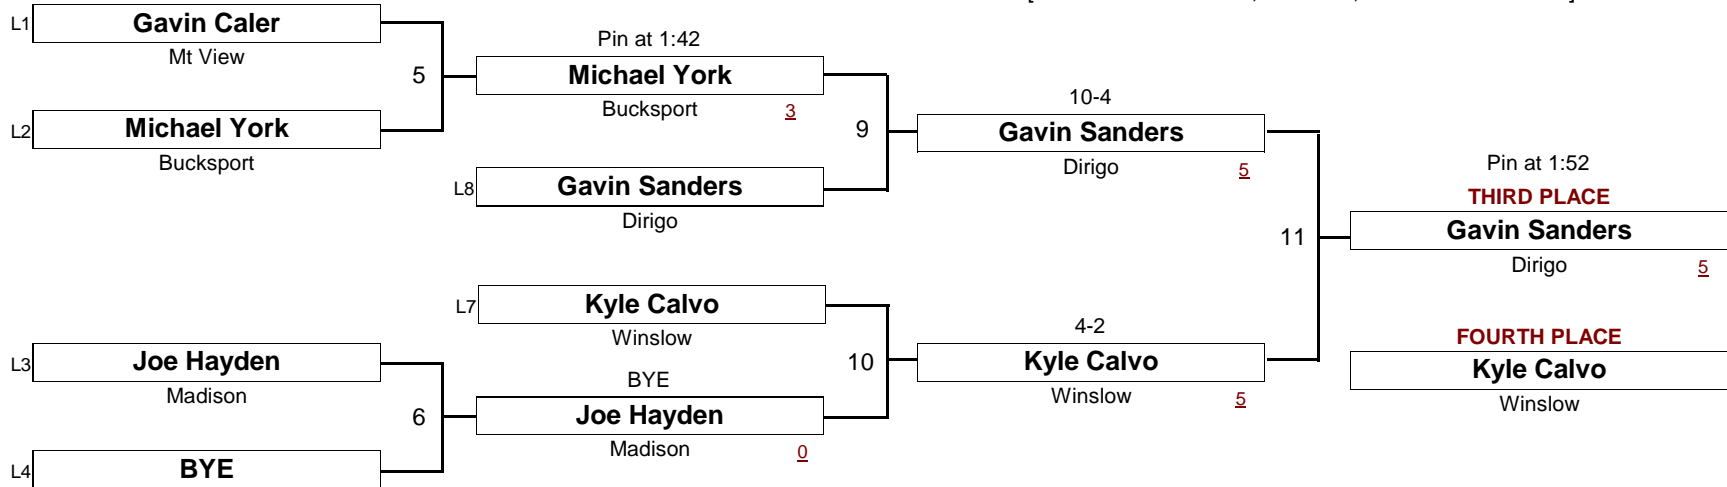 L1 Gavin Caler
Mt View
5
L2 Michael York
Bucksport
Pin at 1:42
Michael York
Bucksport 3
9
L8 Gavin Sanders
Dirigo
10-4
Gavin Sanders
Dirigo 5
L7 Kyle Calvo
Winslow
10
L3 Joe Hayden
Madison
6
L4 BYE
BYE
Joe Hayden
Madison 0
4-2
Kyle Calvo
Winslow 5
11
Pin at 1:52
THIRD PLACE
Gavin Sanders
Dirigo 5
FOURTH PLACE
Kyle Calvo
Winslow